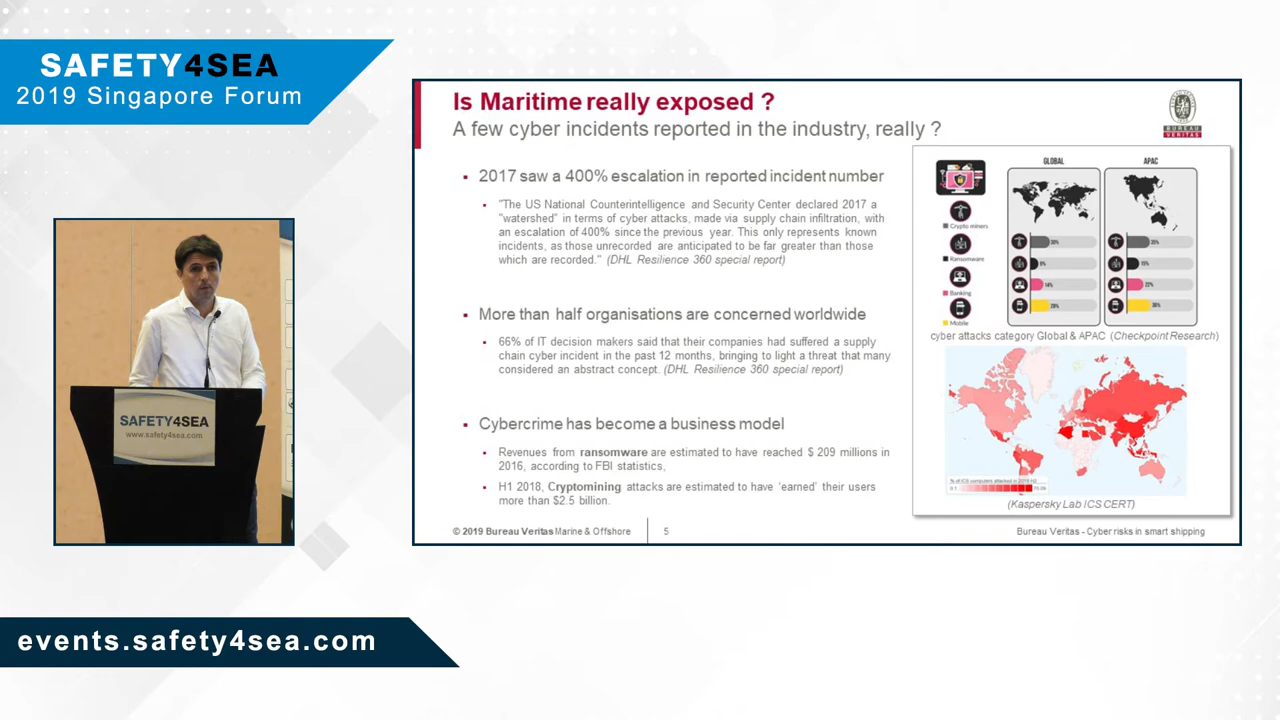 SAFETY4SEA
2019 Singapore Forum
SAFETY4SEA
www.safety4sea.com
events.safety4sea.com
Is Maritime really exposed ?
A few cyber incidents reported in the industry, really ?
BUREAU
VERITAS
2017 saw a 400% escalation in reported incident number
"The US National Counterintelligence and Security Center declared 2017 a
"watershed" in terms of cyber attacks, made via supply chain infiltration, with
an escalation of 400% since the previous year. This only represents known
incidents, as those unrecorded are anticipated to be far greater than those
which are recorded." (DHL Resilience 360 special report)
More than half organisations are concerned worldwide
66% of IT decision makers said that their companies had suffered a supply
chain cyber incident in the past 12 months, bringing to light a threat that many
considered an abstract concept. (DHL Resilience 360 special report)
Cybercrime has become a business model
Revenues from ransomware are estimated to have reached $ 209 millions in
2016, according to FBI statistics,
H1 2018, Cryptomining attacks are estimated to have 'earned' their users
more than $2.5 billion.
GLOBAL
APAC
Crypto miners
Ransomware
Banking
Mobile
cyber attacks category Global & APAC (Checkpoint Research)
(Kaspersky Lab ICS CERT)
© 2019 Bureau Veritas Marine & Offshore
5
Bureau Veritas - Cyber risks in smart shipping